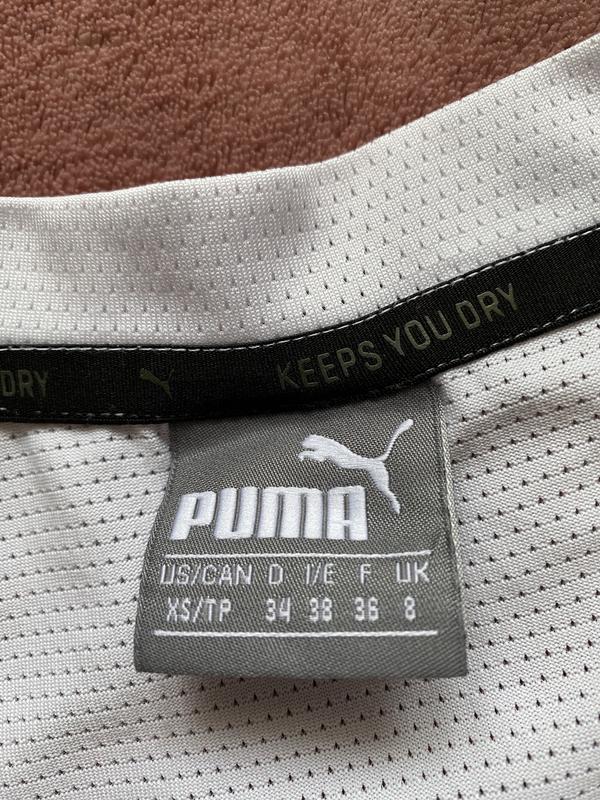 DRY KEEPS YOU DRY
PUMA
US/CAN D I/E F UK
XS/TP 34 38 36 8